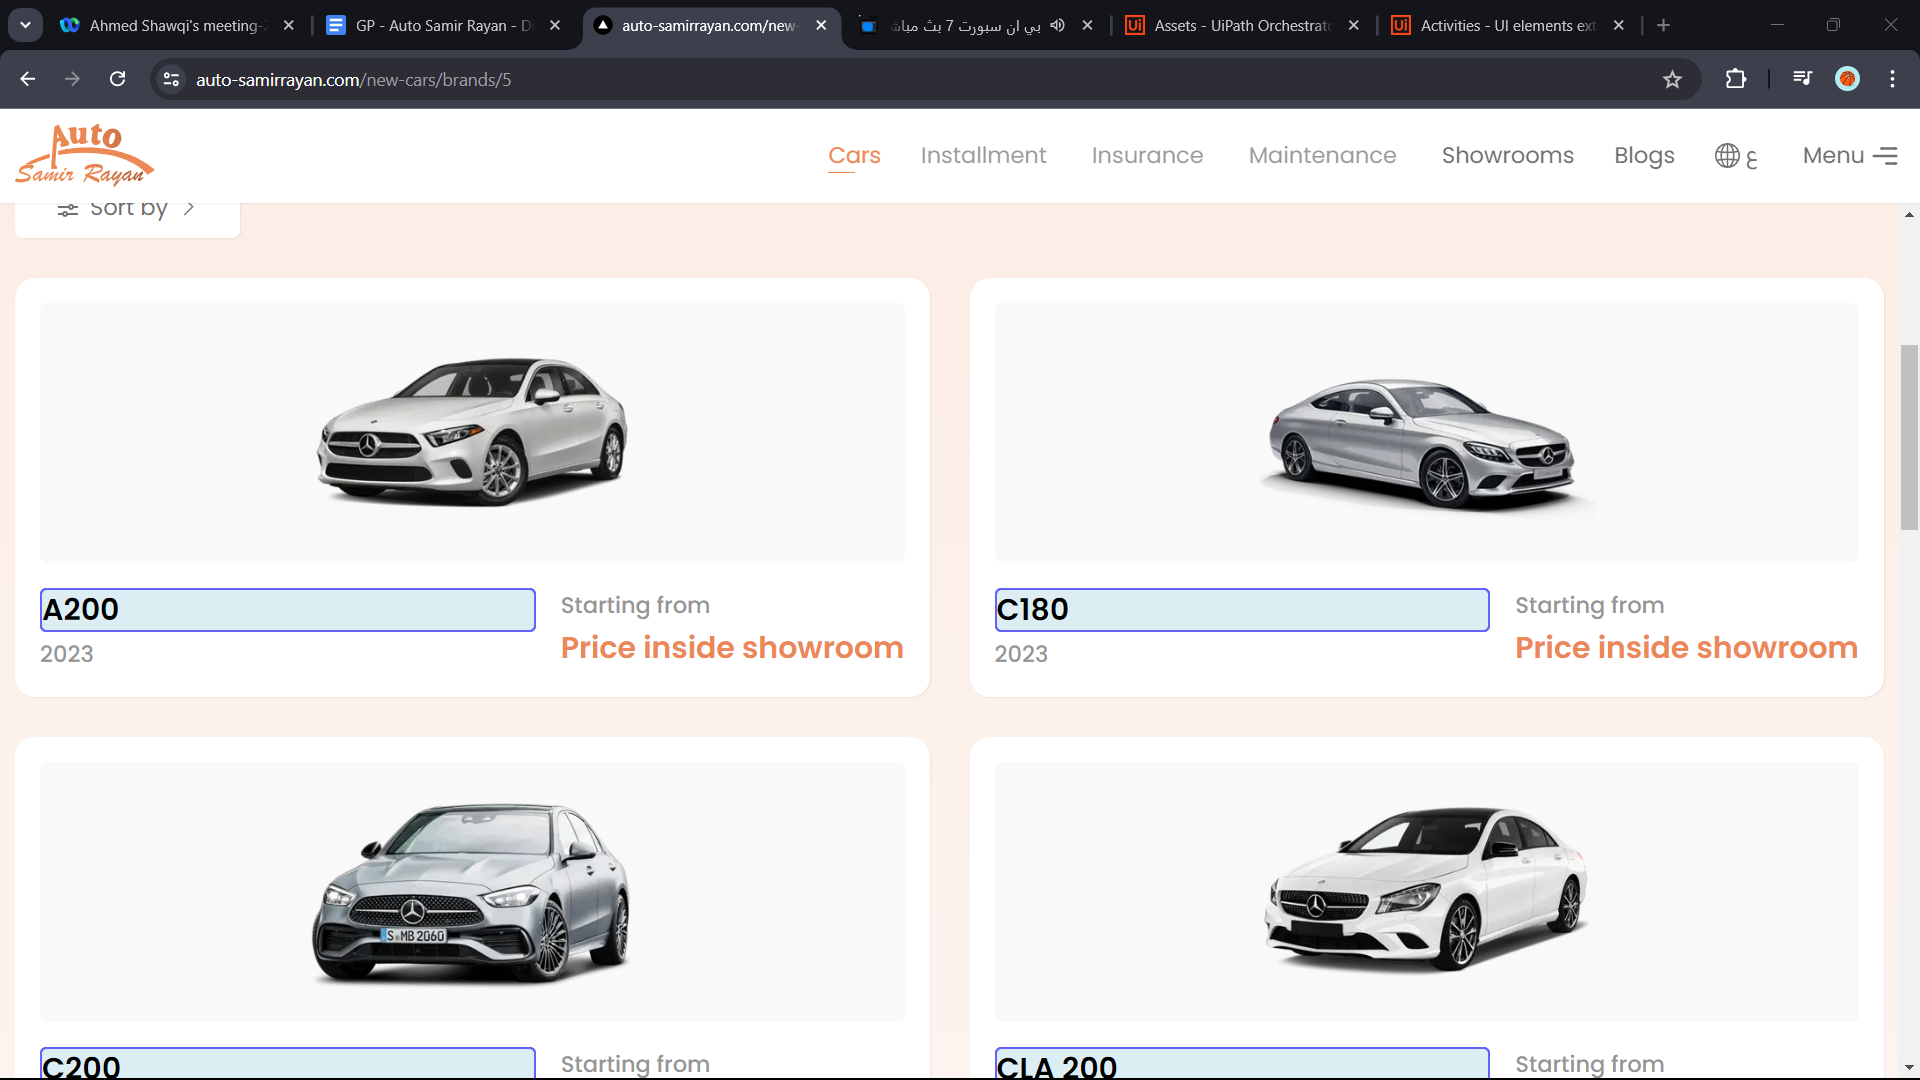 Ahmed Shawqi's meeting-
GP - Auto Samir Rayan - D
auto-samirrayan.com/new-
بي ان سبورت 7 بث مباش
Assets - UiPath Orchestrato
Activities - UI elements ext
auto-samirrayan.com/new-cars/brands/5
Auto
Samir Rayan
Cars
Installment
Insurance
Maintenance
Showrooms
Blogs
ع
Menu
Sort by
A200
Starting from
2023
Price inside showroom
C180
Starting from
2023
Price inside showroom
S·MB 2060
C200
Starting from
CLA 200
Starting from